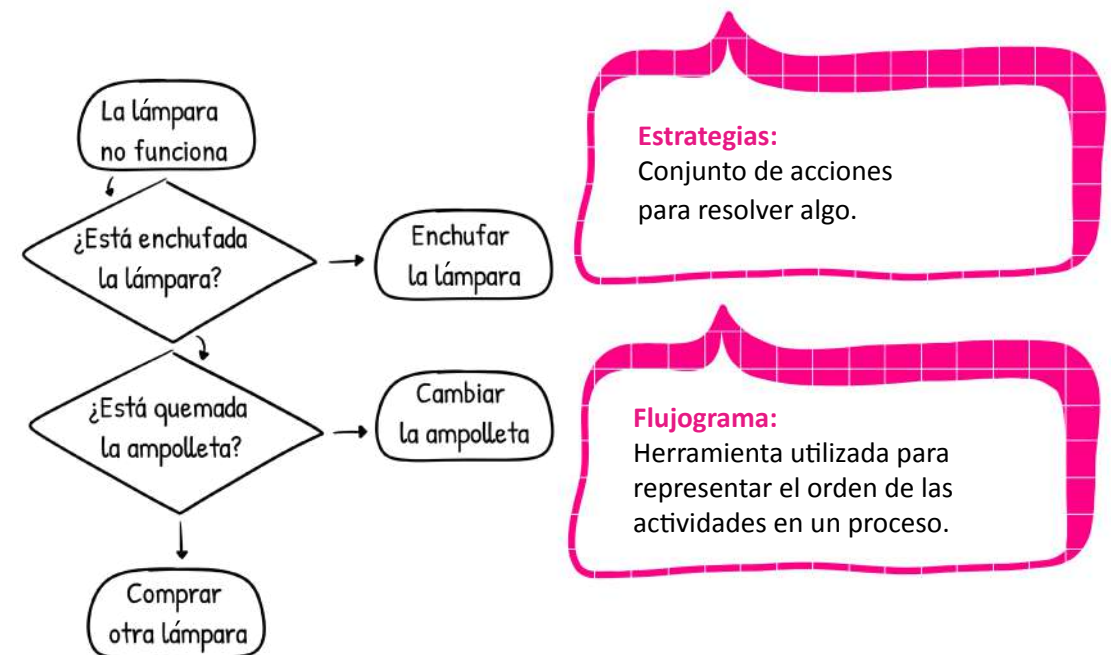 La lámpara
no funciona
¿Está enchufada
la lámpara?
Enchufar
la lámpara
¿Está quemada
la ampolleta?
Cambiar
la ampolleta
Comprar
otra lámpara
Estrategias:
Conjunto de acciones
para resolver algo.
Flujograma:
Herramienta utilizada para
representar el orden de las
actividades en un proceso.